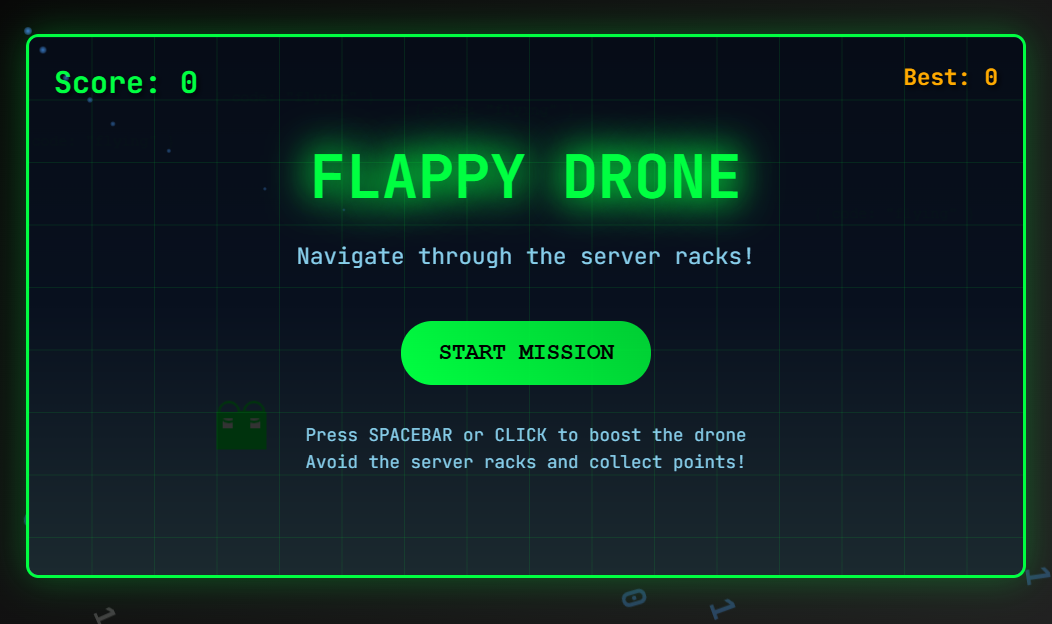 Score: 0
Best: 0
FLAPPY DRONE
Navigate through the server racks!
START MISSION
Press SPACEBAR or CLICK to boost the drone
Avoid the server racks and collect points!
1
0
1
1